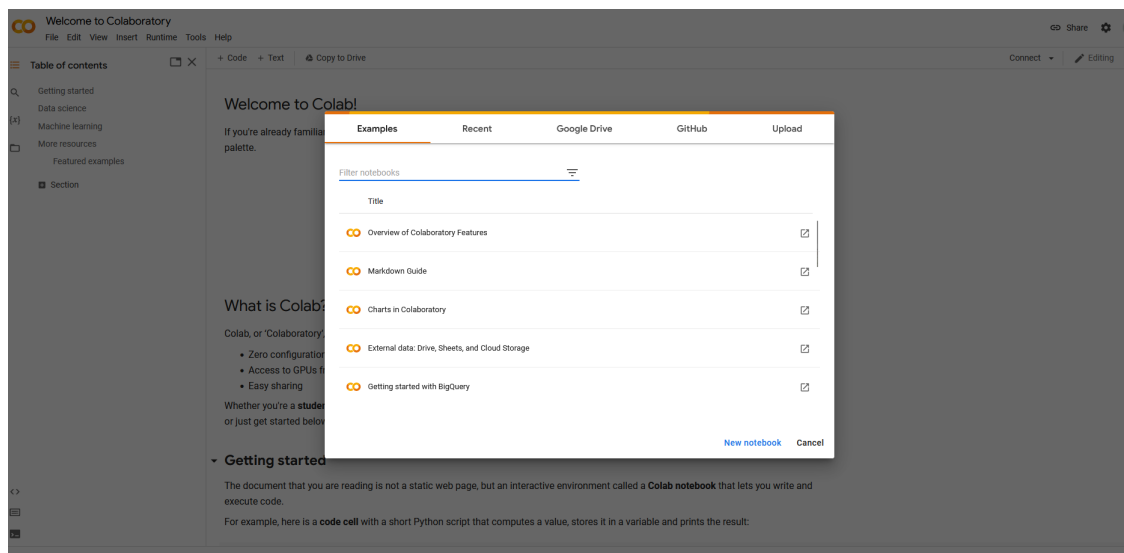 Welcome to Colaboratory
File Edit View Insert Runtime Tools Help
Share
Table of contents
+ Code + Text Copy to Drive
Connect
Editing
Getting started
Data science
Machine learning
More resources
Featured examples
Section
{x}
<>
Welcome to Colab!
If you're already familiar
palette.
Examples Recent Google Drive GitHub Upload
Filter notebooks
Title
Overview of Colaboratory Features
Markdown Guide
Charts in Colaboratory
External data: Drive, Sheets, and Cloud Storage
Getting started with BigQuery
New notebook Cancel
What is Colab?
Colab, or 'Colaboratory',
• Zero configuration
• Access to GPUs
• Easy sharing
Whether you're a
or just get started below
Getting started
The document that you are reading is not a static web page, but an interactive environment called a Colab notebook that lets you write and
execute code.
For example, here is a code cell with a short Python script that computes a value, stores it in a variable and prints the result: